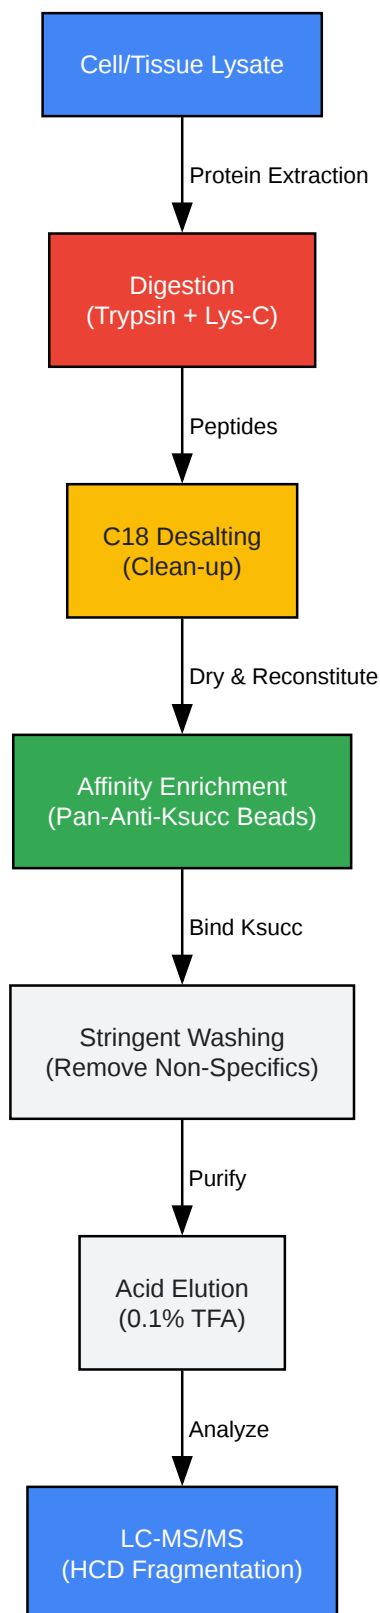 Cell/Tissue Lysate
Protein Extraction
Digestion
(Trypsin + Lys-C)
Peptides
C18 Desalting
(Clean-up)
Dry & Reconstitute
Affinity Enrichment
(Pan-Anti-Ksucc Beads)
Bind Ksucc
Stringent Washing
(Remove Non-Specifics)
Purify
Acid Elution
(0.1% TFA)
Analyze
LC-MS/MS
(HCD Fragmentation)